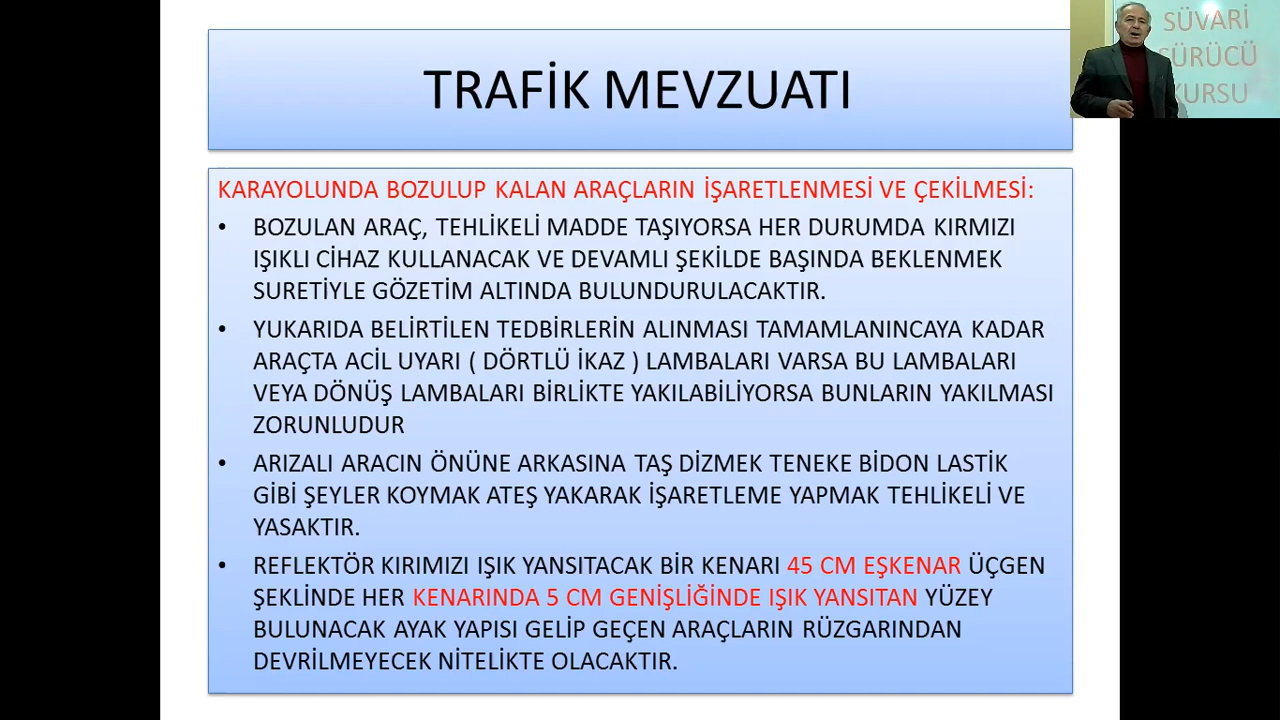 TRAFİK MEVZUATI
SÜVARİ
SÜRÜCÜ
KURSU
KARAYOLUNDA BOZULUP KALAN ARAÇLARIN İŞARETLENMESİ VE ÇEKİLMESİ:
• BOZULAN ARAÇ, TEHLİKELİ MADDE TAŞIYORSA HER DURUMDA KIRMIZI
IŞIKLI CİHAZ KULLANACAK VE DEVAMLI ŞEKİLDE BAŞINDA BEKLENMEK
SURETİYLE GÖZETİM ALTINDA BULUNDURULACAKTIR.
• YUKARIDA BELİRTİLEN TEDBİRLERİN ALINMASI TAMAMLANINCAYA KADAR
ARAÇTA ACİL UYARI ( DÖRTLÜ İKAZ ) LAMBALARI VARSA BU LAMBALARI
VEYA DÖNÜŞ LAMBALARI BİRLİKTE YAKILABİLİYORSA BUNLARIN YAKILMASI
ZORUNLUDUR
• ARIZALI ARACIN ÖNÜNE ARKASINA TAŞ DİZMEK TENEKE BİDON LASTİK
GİBİ ŞEYLER KOYMAK ATEŞ YAKARAK İŞARETLEME YAPMAK TEHLİKELİ VE
YASAKTIR.
• REFLEKTÖR KIRIMIZI IŞIK YANSITACAK BİR KENARI 45 CM EŞKENAR ÜÇGEN
ŞEKLİNDE HER KENARINDA 5 CM GENİŞLİĞİNDE IŞIK YANSITAN YÜZEY
BULUNACAK AYAK YAPISI GELİP GEÇEN ARAÇLARIN RÜZGARINDAN
DEVRİLMEYECEK NİTELİKTE OLACAKTIR.